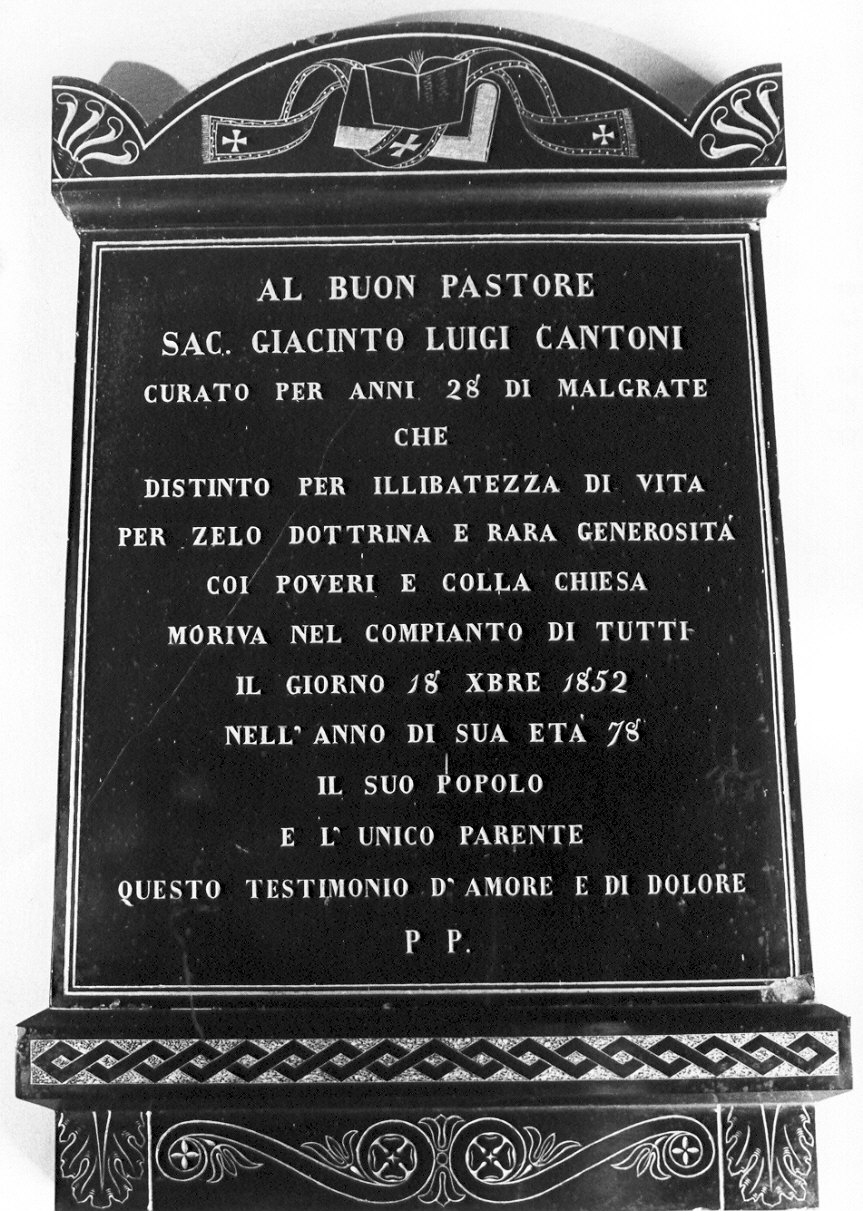 AL BUON PASTORE
SAC. GIACINTO LUIGI CANTONI
CURATO PER ANNI 28 DI MALGRATE
CHE
DISTINTO PER ILLIBATEZZA DI VITA
PER ZELO DOTTRINA E RARA GENEROSITÀ
COI POVERI E COLLA CHIESA
MORIVA NEL COMPIANTO DI TUTTI
IL GIORNO 18 XBRE 1852
NELL' ANNO DI SUA ETÀ 78
IL SUO POPOLO
E L' UNICO PARENTE
QUESTO TESTIMONIO D' AMORE E DI DOLORE
P P.